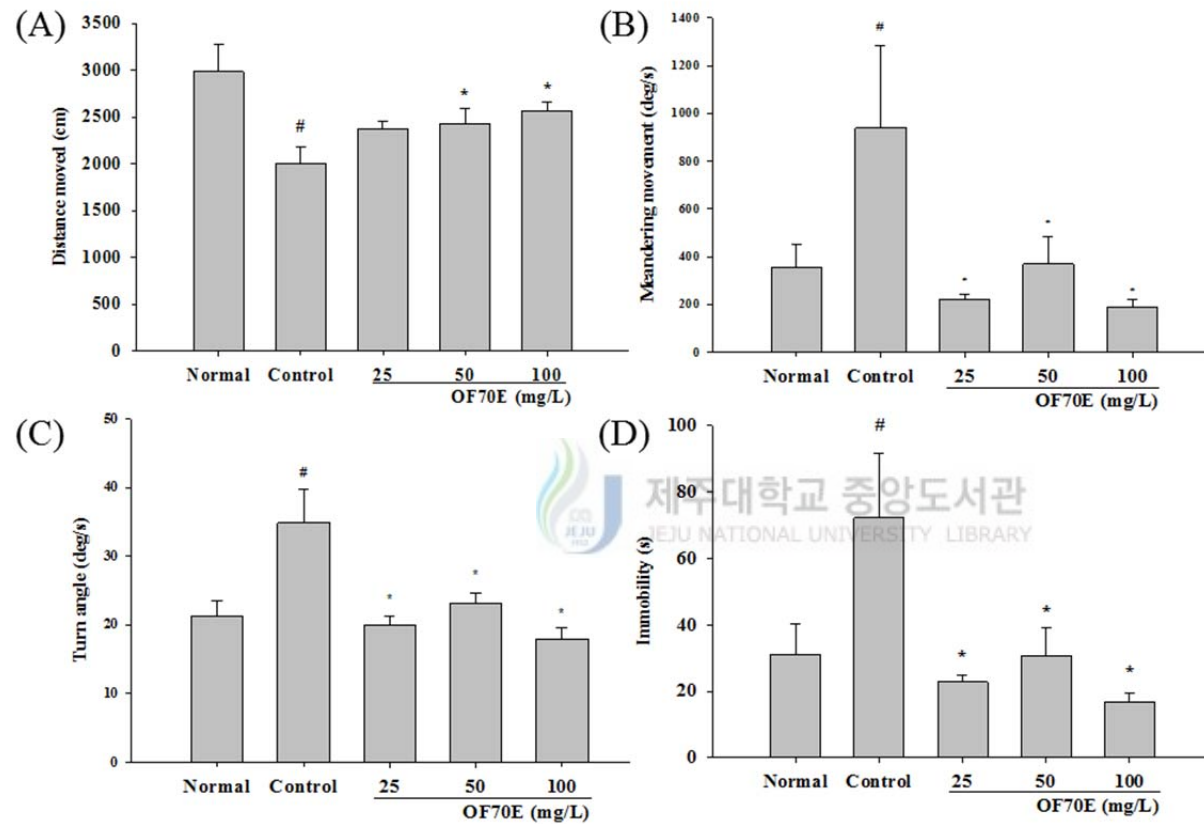 (A)
Distance moved (cm)
3500
3000
2500
2000
1500
1000
500
0
#
*
*
Normal Control 25 50 100
OF70E (mg/L)
(B)
Meandering movement (deg/s)
1400
1200
1000
800
600
400
200
0
#
*
*
*
Normal Control 25 50 100
OF70E (mg/L)
(C)
Turn angle (deg/s)
50
40
30
20
10
0
#
*
*
*
Normal Control 25 50 100
OF70E (mg/L)
(D)
Immobility (s)
100
80
60
40
20
0
#
*
*
*
Normal Control 25 50 100
OF70E (mg/L)
JEJU
1952
제주대학교 중앙도서관
JEJU NATIONAL UNIVERSITY LIBRARY